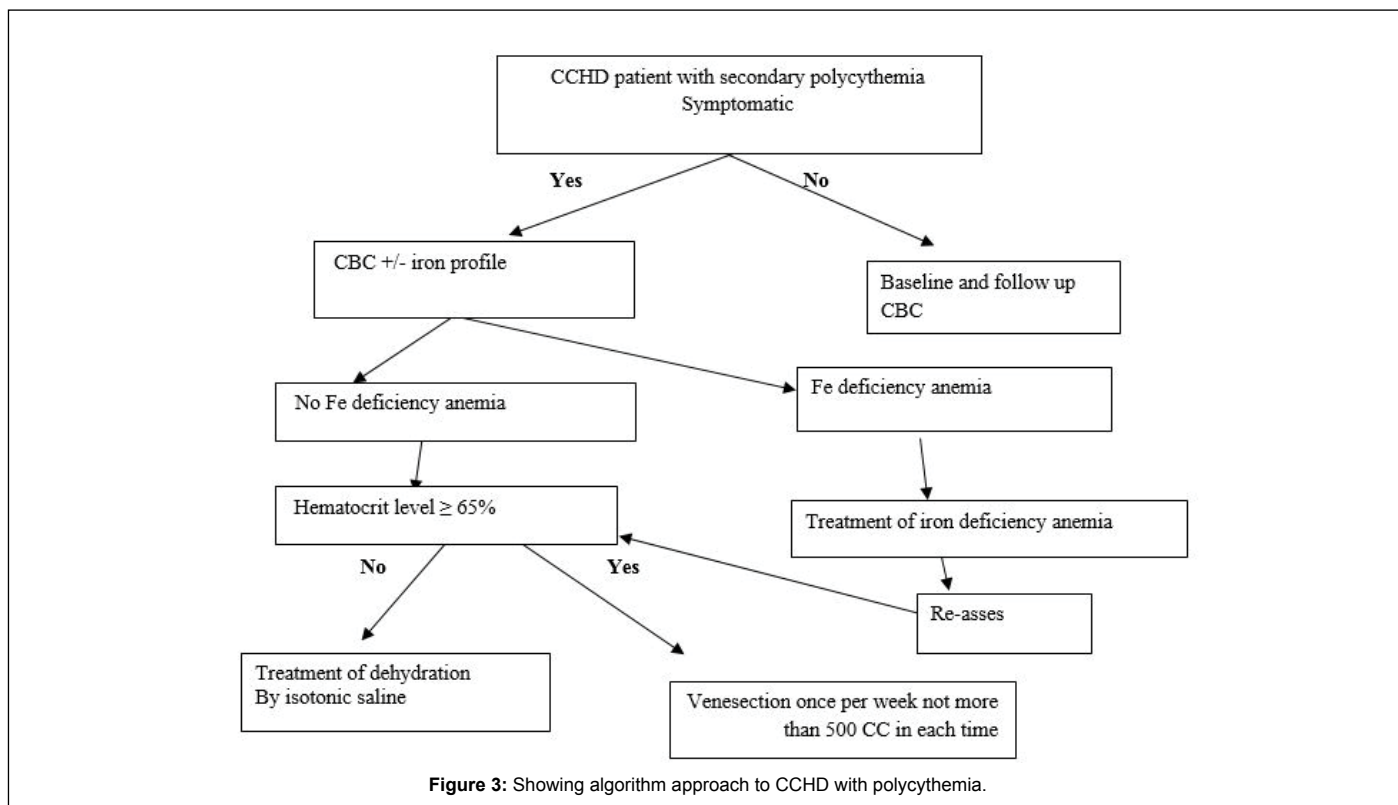 CCHD patient with secondary polycythemia
Symptomatic
Yes
No
CBC +/- iron profile
Baseline and follow up
CBC
No Fe deficiency anemia
Fe deficiency anemia
Hematocrit level ≥ 65%
Treatment of iron deficiency anemia
No
Yes
Re-asses
Treatment of dehydration
By isotonic saline
Venesection once per week not more
than 500 CC in each time
Figure 3: Showing algorithm approach to CCHD with polycythemia.